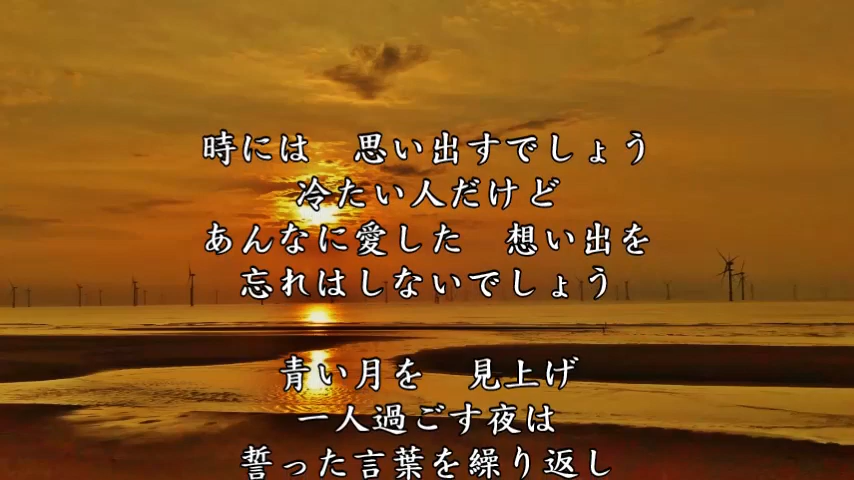 時には　思い出すでしょう
冷たい人だけど
あんなに愛した　想い出を
忘れはしないでしょう
青い月を　見上げ
一人過ごす夜は
誓った言葉を繰り返し